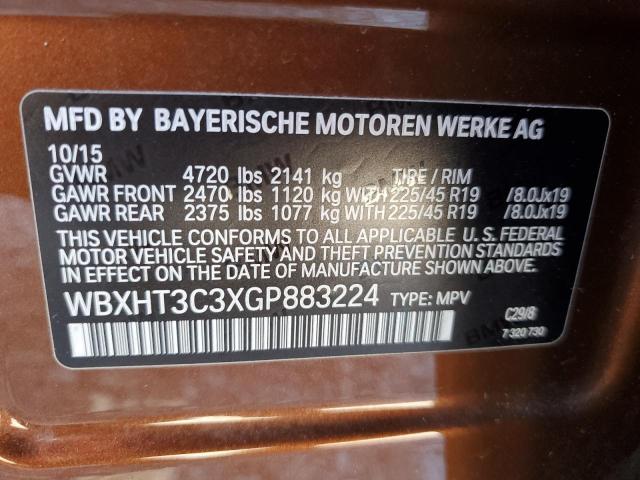 MFD BY BAYERISCHE MOTOREN WERKE AG
10/15
GVWR 4720 lbs 2141 kg TIRE / RIM
GAWR FRONT 2470 lbs 1120 kg WITH 225/45 R19 /8.0Jx19
GAWR REAR 2375 lbs 1077 kg WITH 225/45 R19 /8.0Jx19
THIS VEHICLE CONFORMS TO ALL APPLICABLE U. S. FEDERAL
MOTOR VEHICLE SAFETY AND THEFT PREVENTION STANDARDS
IN EFFECT ON THE DATE OF MANUFACTURE SHOWN ABOVE.
WBXHT3C3XGP883224 TYPE: MPV
C29/8
7 320 730